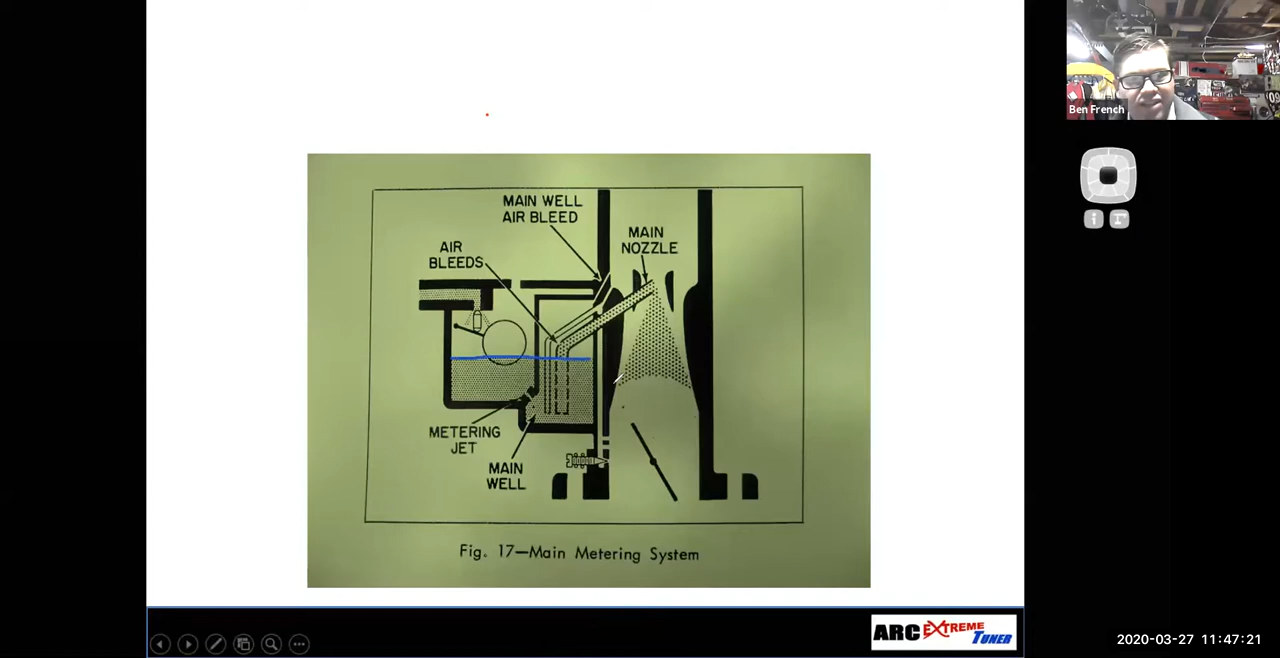 MAIN WELL
AIR BLEED
MAIN
NOZZLE
AIR
BLEEDS
METERING
JET
MAIN
WELL
Fig. 17—Main Metering System
ARC EXTREME
TUNER
Ben French
2020-03-27 11:47:21